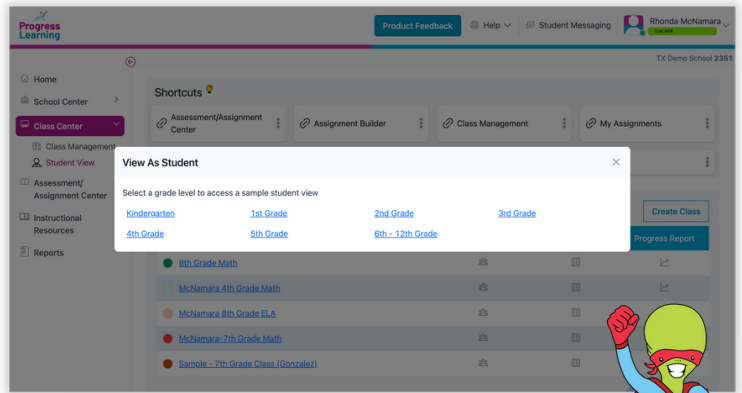 Progress
Learning
Product Feedback
Help
Student Messaging
Rhonda McNamara
TEACHER
TX Demo School 2351
Home
School Center
Class Center
Class Management
Student View
Assessment/
Assignment Center
Instructional
Resources
Reports
Shortcuts
Assessment/Assignment
Center
Assignment Builder
Class Management
My Assignments
View As Student
Select a grade level to access a sample student view
Kindergarten
1st Grade
2nd Grade
3rd Grade
4th Grade
5th Grade
6th - 12th Grade
Create Class
Progress Report
8th Grade Math
McNamara 4th Grade Math
McNamara 8th Grade ELA
McNamara-7th Grade Math
Sample - 7th Grade Class (Gonzalez)